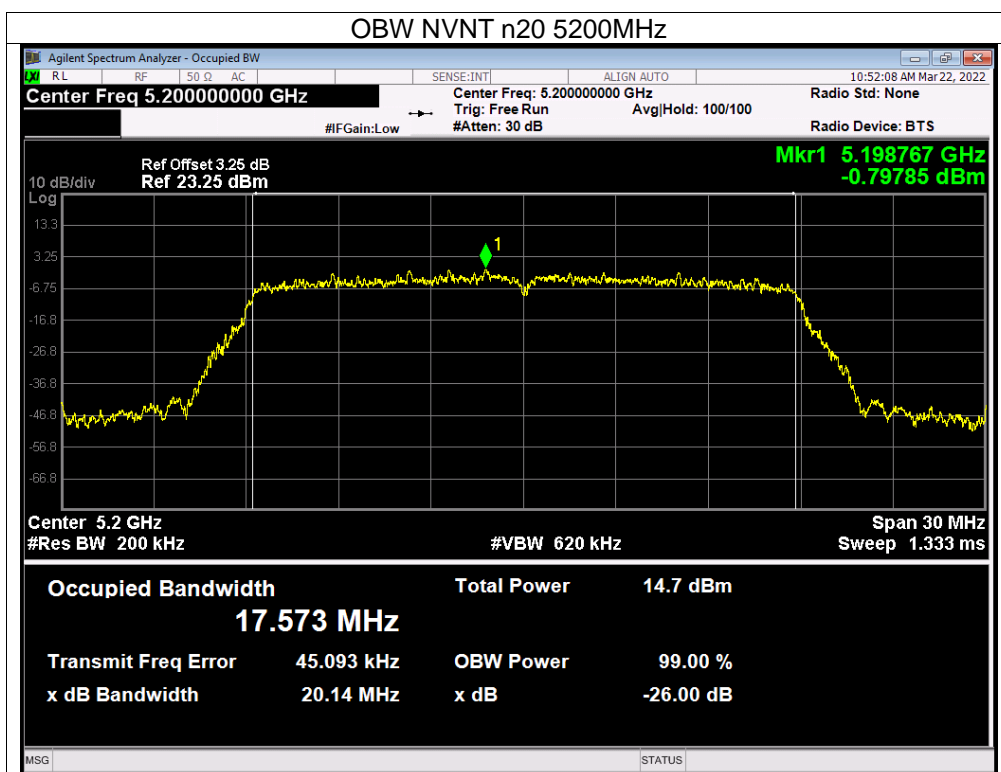 OBW NVNT n20 5200MHz
Agilent Spectrum Analyzer - Occupied BW
LXI RL RF 50 Ω AC SENSE:INT ALIGN AUTO 10:52:08 AM Mar 22, 2022
Center Freq 5.200000000 GHz Center Freq: 5.200000000 GHz Radio Std: None
Trig: Free Run Avg|Hold: 100/100
#IFGain:Low #Atten: 30 dB Radio Device: BTS
Mkr1 5.198767 GHz
Ref Offset 3.25 dB
10 dB/div Ref 23.25 dBm -0.79785 dBm
Log
13.3
1
3.25
-6.75
-16.8
-26.8
-36.8
-46.8
-56.8
-66.8
Center 5.2 GHz Span 30 MHz
#Res BW 200 kHz #VBW 620 kHz Sweep 1.333 ms
Occupied Bandwidth Total Power 14.7 dBm
17.573 MHz
Transmit Freq Error 45.093 kHz OBW Power 99.00 %
x dB Bandwidth 20.14 MHz x dB -26.00 dB
MSG STATUS